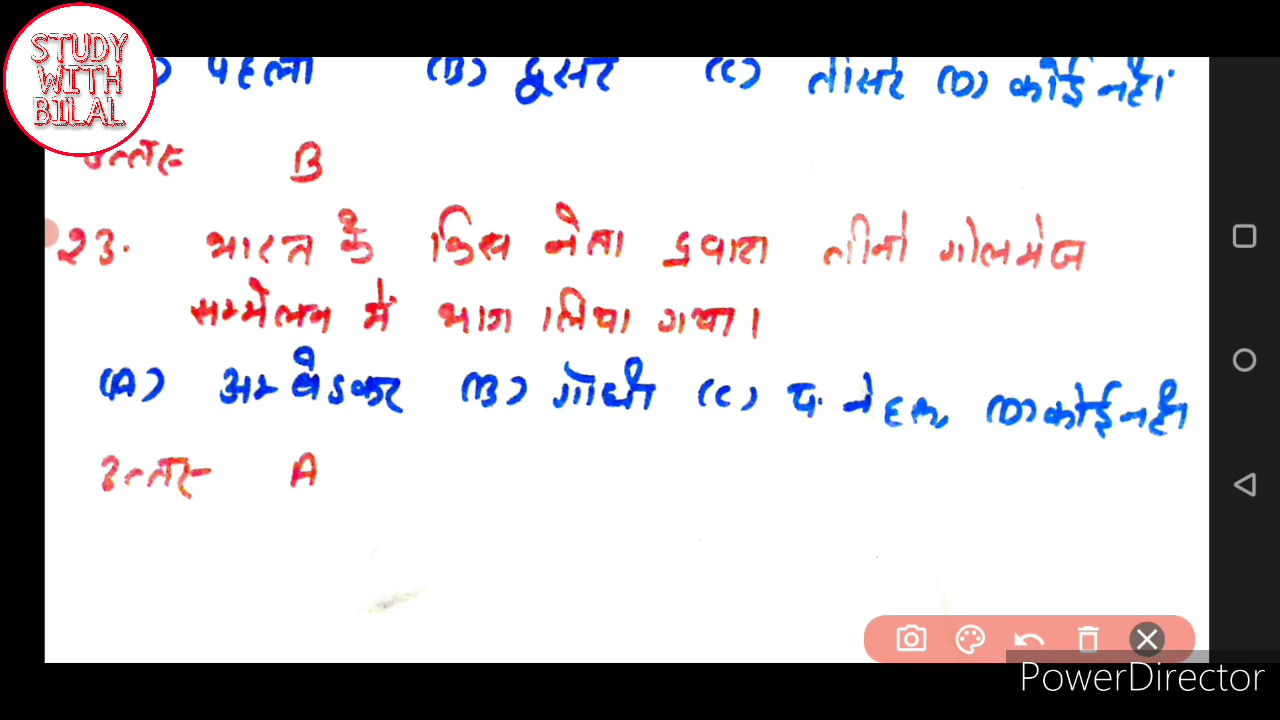 STUDY
WITH
BILAL
) पहला (B) दूसरे (C) तीसरे (D) कोई नहीं
उत्तर B
23. भारत के किस नेता द्वारा तीनों गोलमेज
सम्मेलन में भाग लिया गया।
(A) अम्बेडकर (B) गाँधी (C) पं. नेहरू (D) कोई नहीं
उत्तर A
PowerDirector